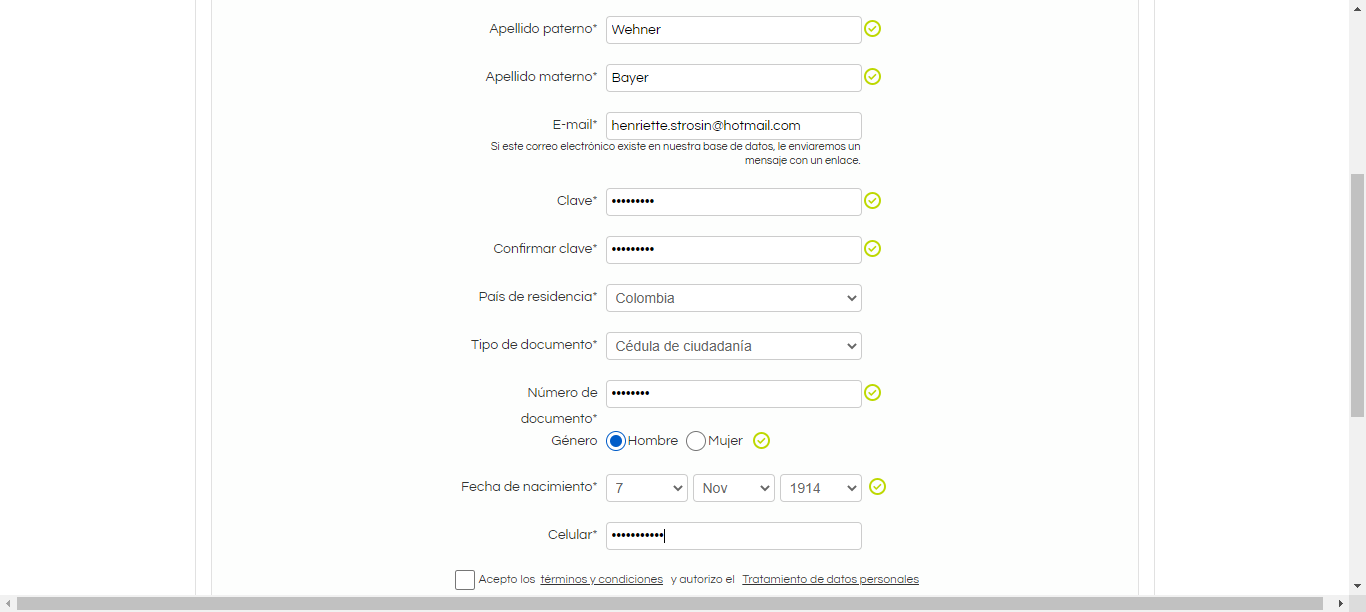 Apellido paterno* Wehner
Apellido materno* Bayer
E-mail* henriette.strosin@hotmail.com
Si este correo electrónico existe en nuestra base de datos, le enviaremos un
mensaje con un enlace.
Clave* •••••••••
Confirmar clave* •••••••••
País de residencia* Colombia
Tipo de documento* Cédula de ciudadanía
Número de ••••••••
documento*
Género Hombre Mujer
Fecha de nacimiento* 7 Nov 1914
Celular* •••••••••••
Acepto los términos y condiciones y autorizo el Tratamiento de datos personales